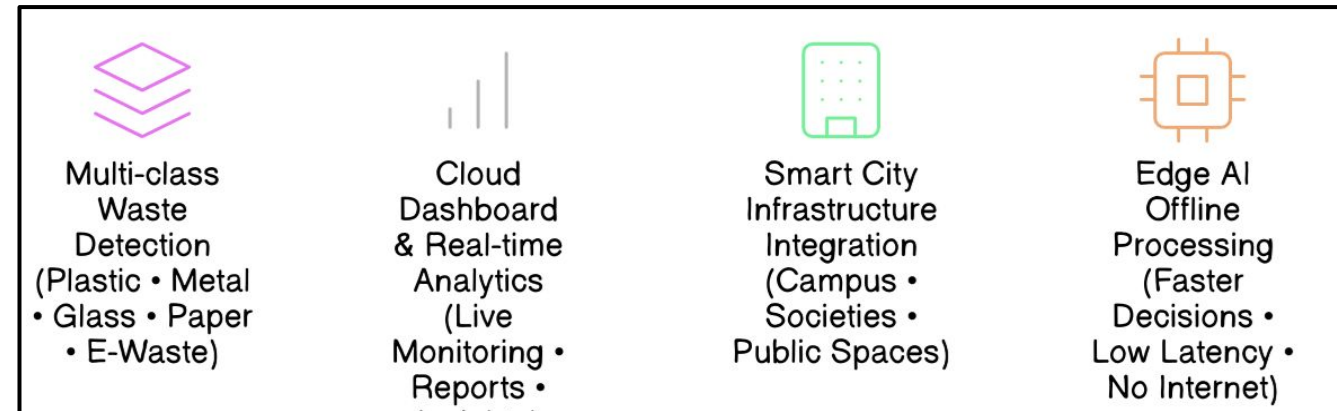 Multi-class
Waste
Detection
(Plastic • Metal
• Glass • Paper
• E-Waste)
Cloud
Dashboard
& Real-time
Analytics
(Live
Monitoring •
Reports •
Smart City
Infrastructure
Integration
(Campus •
Societies •
Public Spaces)
Edge AI
Offline
Processing
(Faster
Decisions •
Low Latency •
No Internet)